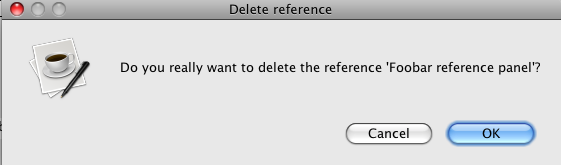 Delete reference
Do you really want to delete the reference 'Foobar reference panel'?
Cancel OK